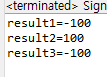 <terminated> Sign
result1=-100
result2=100
result3=-100